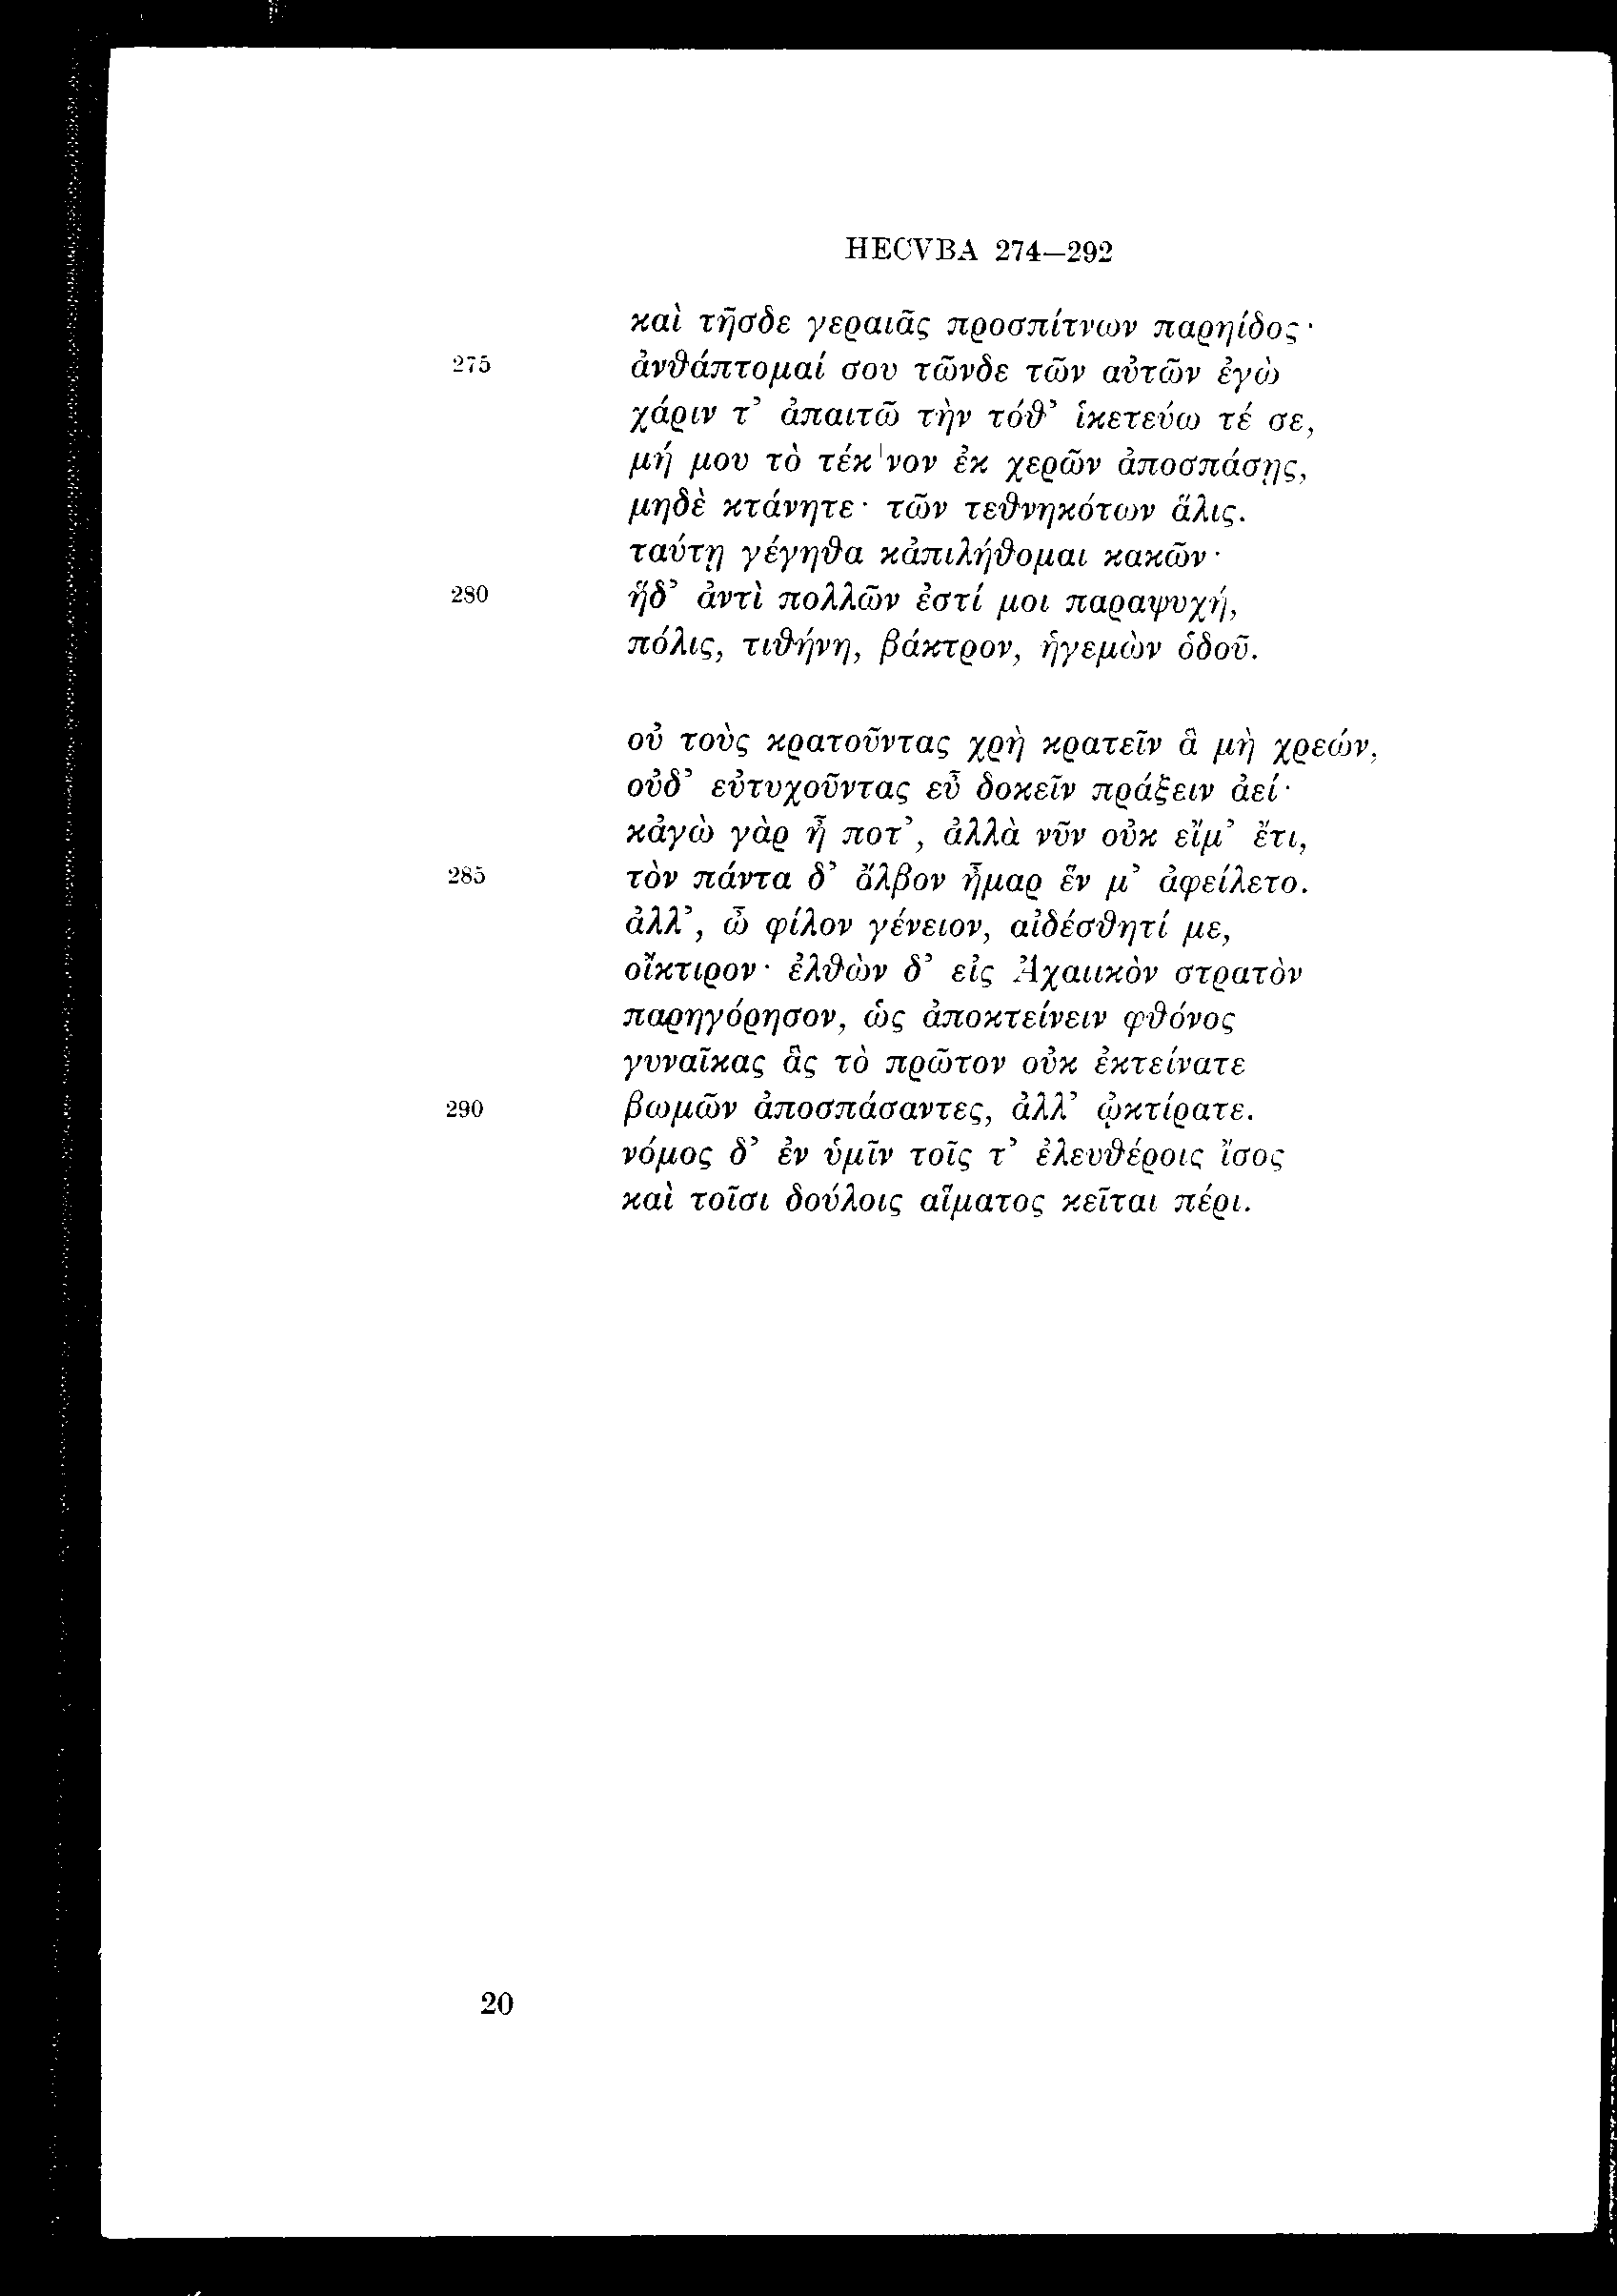 HECVBA 274–292
καὶ τῆσδε γεραιᾶς προσπίτνων παρηίδος·
275 ἀνθάπτομαί σου τῶνδε τῶν αὐτῶν ἐγὼ
χάριν τ’ ἀπαιτῶ τὴν τόθ’ ἱκετεύω τέ σε,
μή μου τὸ τέκνον ἐκ χερῶν ἀποσπάσῃς,
μηδὲ κτάνητε· τῶν τεθνηκότων ἅλις.
ταύτῃ γέγηθα κἀπιλήθομαι κακῶν·
280 ἥδ’ ἀντὶ πολλῶν ἐστί μοι παραψυχή,
πόλις, τιθήνη, βάκτρον, ἡγεμὼν ὁδοῦ.
οὐ τοὺς κρατοῦντας χρὴ κρατεῖν ἃ μὴ χρεών,
οὐδ’ εὐτυχοῦντας εὖ δοκεῖν πράξειν ἀεί·
κἀγὼ γὰρ ἦ ποτ’, ἀλλὰ νῦν οὐκ εἴμ’ ἔτι,
285 τὸν πάντα δ’ ὄλβον ἦμαρ ἕν μ’ ἀφείλετο.
ἀλλ’, ὦ φίλον γένειον, αἰδέσθητί με,
οἴκτιρον· ἐλθὼν δ’ εἰς Ἀχαιικὸν στρατὸν
παρηγόρησον, ὡς ἀποκτείνειν φθόνος
γυναῖκας ἃς τὸ πρῶτον οὐκ ἐκτείνατε
290 βωμῶν ἀποσπάσαντες, ἀλλ’ ᾠκτίρατε.
νόμος δ’ ἐν ὑμῖν τοῖς τ’ ἐλευθέροις ἴσος
καὶ τοῖσι δούλοις αἵματος κεῖται πέρι.
20